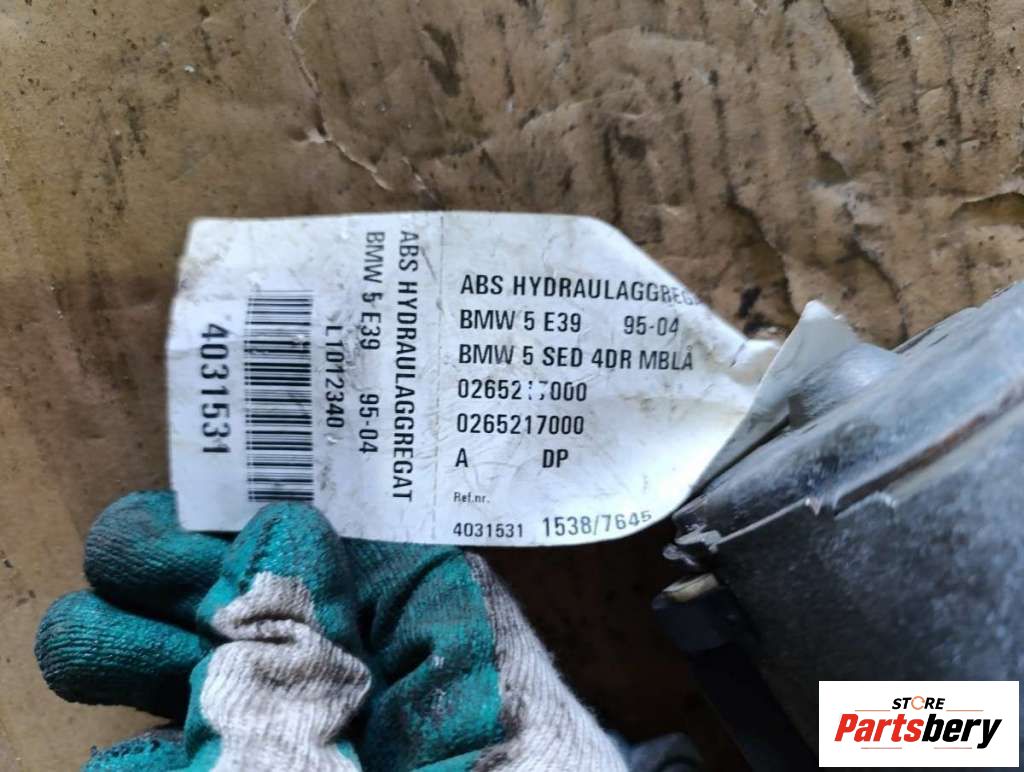 ABS HYDRAULAGGREG
BMW 5 E39 95-04
BMW 5 SED 4DR MBLÅ
0265217000
0265217000
A DP
Ref.nr.
4031531 1538/7645
ABS HYDRAULAGGREGAT
BMW 5 E39 95-04
L1012340
4031531
STORE
Partsbery